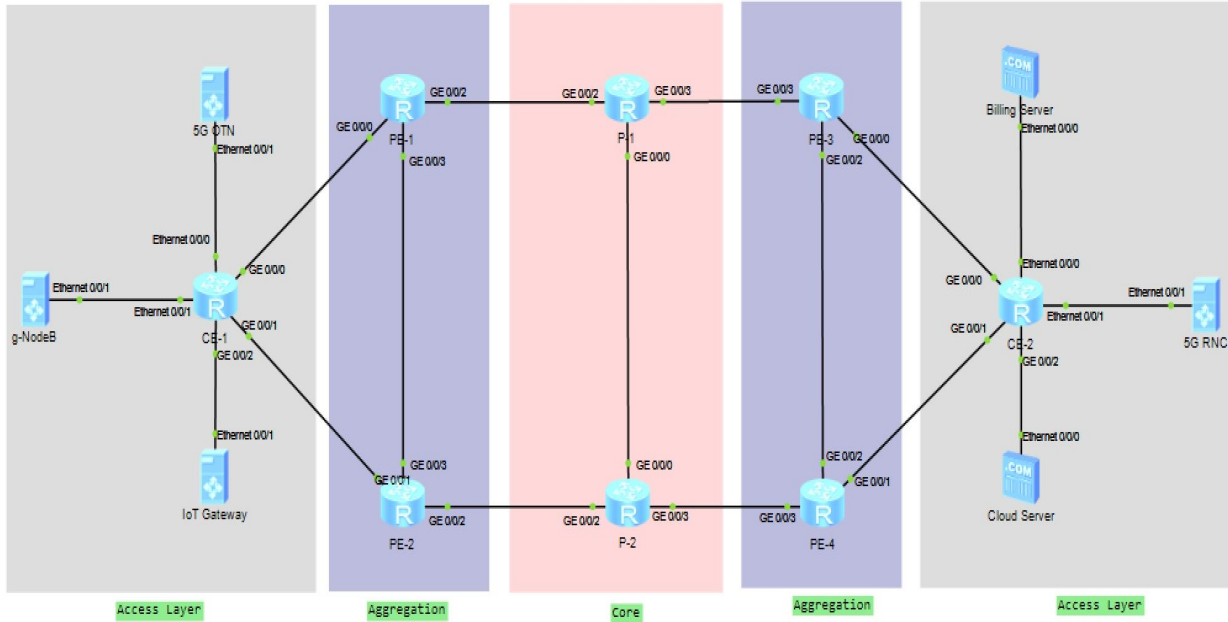 5G OTN
Ethernet 0/0/1
Ethernet 0/0/0
GE 0/0/0
Ethernet 0/0/1
Ethernet 0/0/1
g-NodeB
CE-1
GE 0/0/1
GE 0/0/2
Ethernet 0/0/1
IoT Gateway
Access Layer
GE 0/0/2
GE 0/0/0
PE-1
GE 0/0/3
GE 0/0/3
GE 0/0/1
GE 0/0/2
PE-2
Aggregation
GE 0/0/2
GE 0/0/3
P-1
GE 0/0/0
GE 0/0/0
GE 0/0/2
GE 0/0/3
P-2
Core
GE 0/0/3
GE 0/0/0
PE-3
GE 0/0/2
GE 0/0/2
GE 0/0/1
GE 0/0/3
PE-4
Aggregation
.COM
Billing Server
Ethernet 0/0/0
Ethernet 0/0/0
GE 0/0/0
Ethernet 0/0/1
Ethernet 0/0/1
5G RNC
GE 0/0/1
CE-2
GE 0/0/2
Ethernet 0/0/0
.COM
Cloud Server
Access Layer
R
R
R
R
R
R
R
R